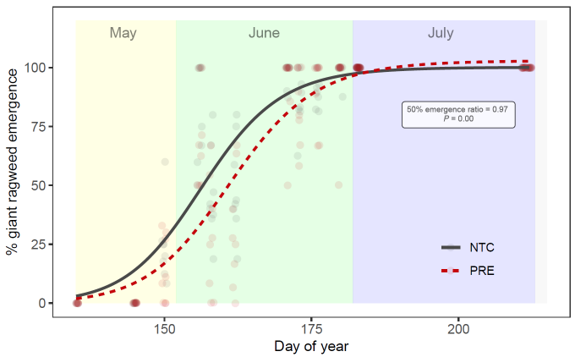 May June July
100
75
50
25
0
% giant ragweed emergence
50% emergence ratio = 0.97
P = 0.00
NTC
PRE
150 175 200
Day of year